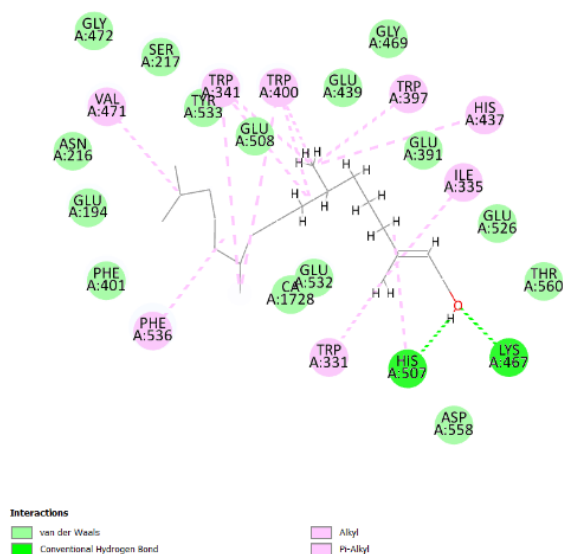 GLY
A:472
SER
A:217
GLY
A:469
TRP
A:341
TRP
A:400
GLU
A:439
TRP
A:397
VAL
A:471
TYR
A:533
HIS
A:437
GLU
A:508
ASN
A:216
GLU
A:391
H
H
H
ILE
A:335
GLU
A:194
H
H
H
GLU
A:526
H
H
PHE
A:401
GLU
A:532
CA
A:1728
THR
A:560
H
H
O
H
PHE
A:536
TRP
A:331
HIS
A:507
LYS
A:467
ASP
A:558
Interactions
van der Waals
Conventional Hydrogen Bond
Alkyl
Pi-Alkyl